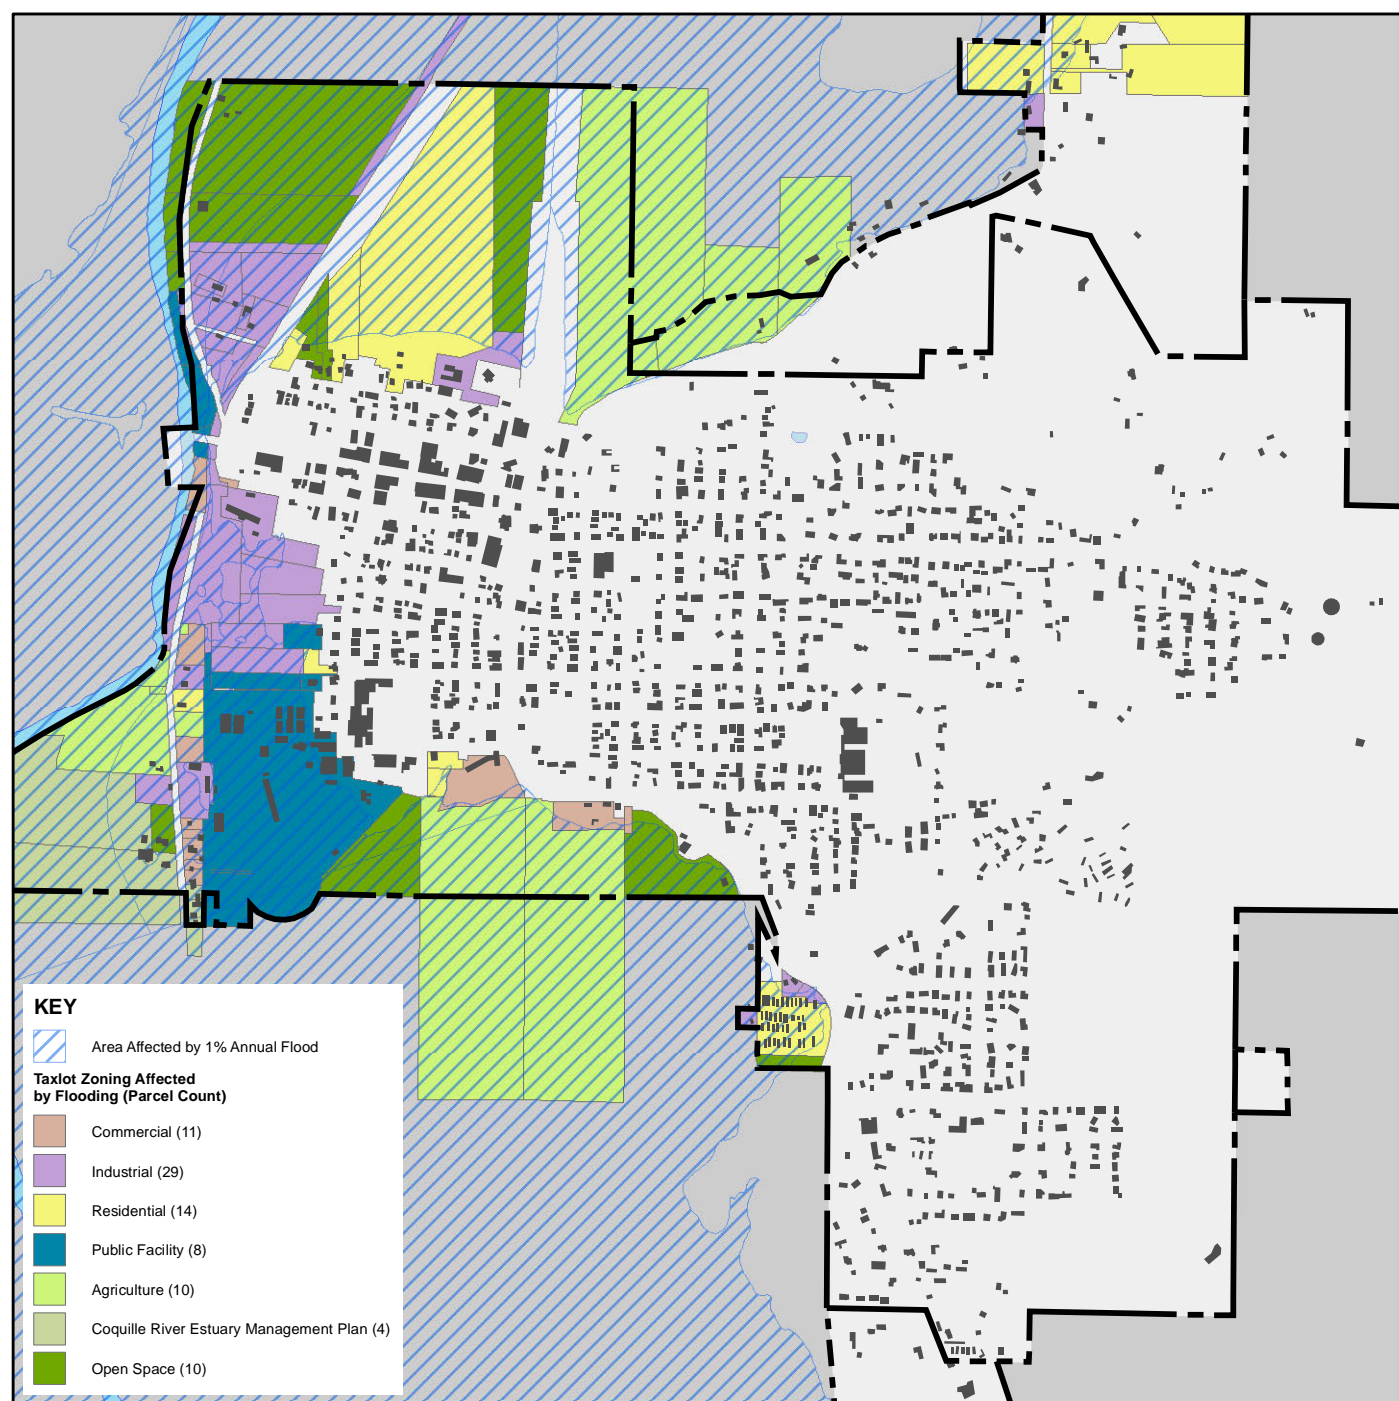 KEY
Area Affected by 1% Annual Flood
Taxlot Zoning Affected
by Flooding (Parcel Count)
Commercial (11)
Industrial (29)
Residential (14)
Public Facility (8)
Agriculture (10)
Coquille River Estuary Management Plan (4)
Open Space (10)